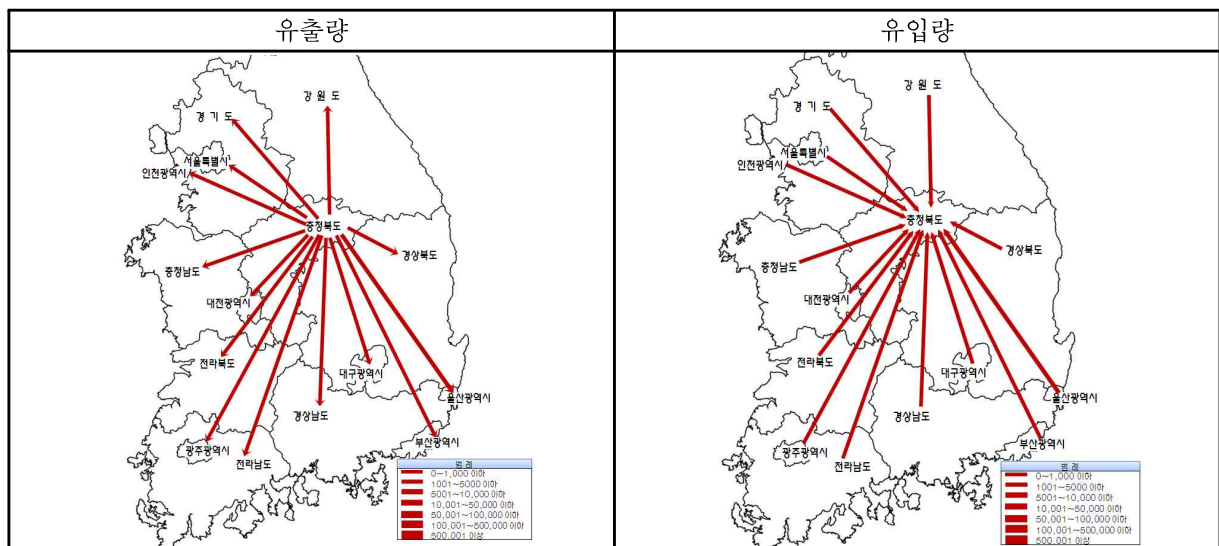 유출량
유입량
강 원 도
경 기 도
서울특별시
인천광역시
충청북도
경상북도
충청남도
대전광역시
전라북도
대구광역시
울산광역시
경상남도
부산광역시
광주광역시
전라남도
범 례
0~1,000 이하
1001~5000 이하
5001~10,000 이하
10,001~50,000 이하
50,001~100,000 이하
100,001~500,000 이하
500,001 이상
강 원 도
경 기 도
서울특별시
인천광역시
충청북도
경상북도
충청남도
대전광역시
전라북도
대구광역시
울산광역시
경상남도
부산광역시
광주광역시
전라남도
범 례
0~1,000 이하
1001~5000 이하
5001~10,000 이하
10,001~50,000 이하
50,001~100,000 이하
100,001~500,000 이하
500,001 이상